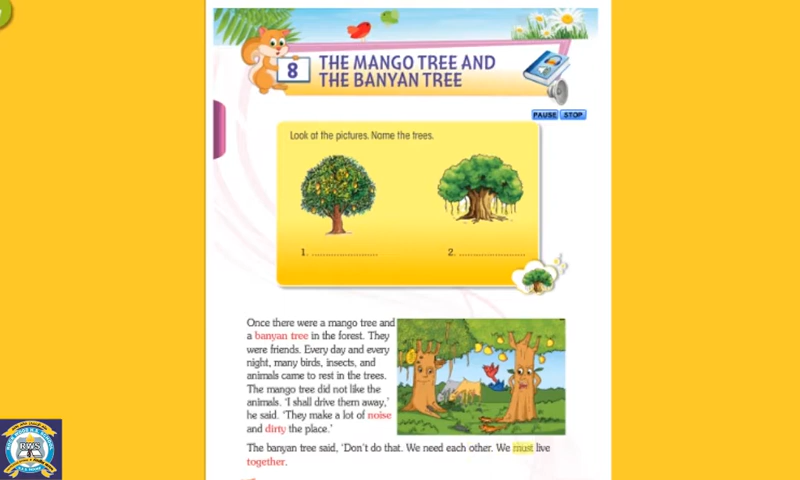 8
THE MANGO TREE AND
THE BANYAN TREE
PAUSE STOP
Look at the pictures. Name the trees.
1. ........................
2. ........................
Once there were a mango tree and
a banyan tree in the forest. They
were friends. Every day and every
night, many birds, insects, and
animals came to rest in the trees.
The mango tree did not like the
animals. ‘I shall drive them away,’
he said. ‘They make a lot of noise
and dirty the place.’
The banyan tree said, ‘Don’t do that. We need each other. We must live
together.
RWS